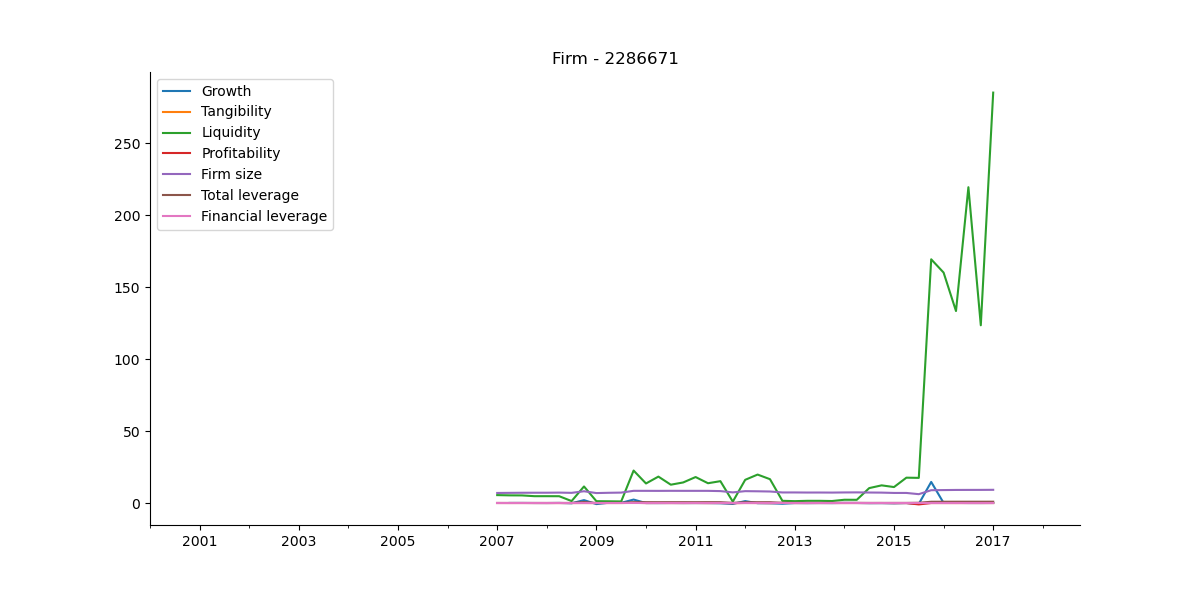 Firm - 2286671
Growth
Tangibility
Liquidity
Profitability
Firm size
Total leverage
Financial leverage
250
200
150
100
50
0
2001 2003 2005 2007 2009 2011 2013 2015 2017